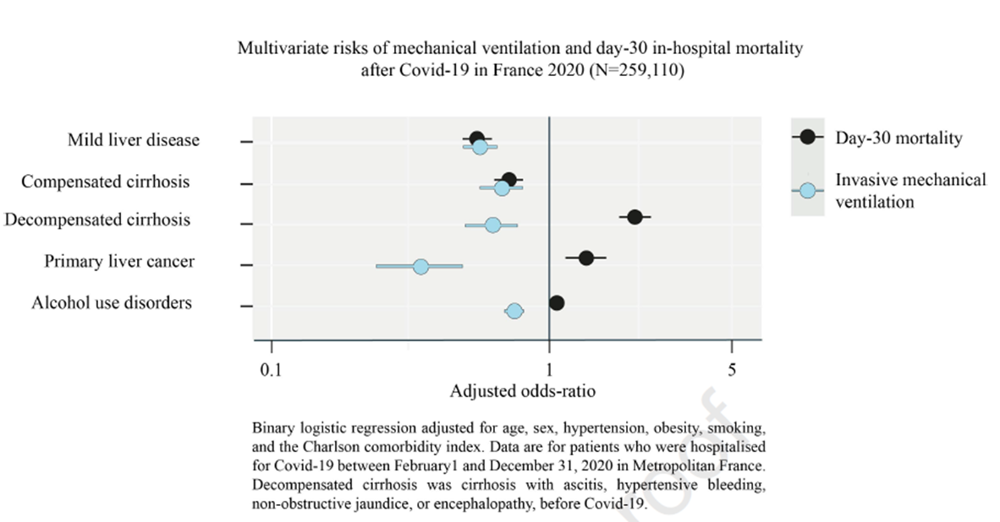 Multivariate risks of mechanical ventilation and day-30 in-hospital mortality
after Covid-19 in France 2020 (N=259,110)
Mild liver disease
Compensated cirrhosis
Decompensated cirrhosis
Primary liver cancer
Alcohol use disorders
Day-30 mortality
Invasive mechanical
ventilation
0.1
1
5
Adjusted odds-ratio
Binary logistic regression adjusted for age, sex, hypertension, obesity, smoking,
and the Charlson comorbidity index. Data are for patients who were hospitalised
for Covid-19 between February1 and December 31, 2020 in Metropolitan France.
Decompensated cirrhosis was cirrhosis with ascitis, hypertensive bleeding,
non-obstructive jaundice, or encephalopathy, before Covid-19.
roof